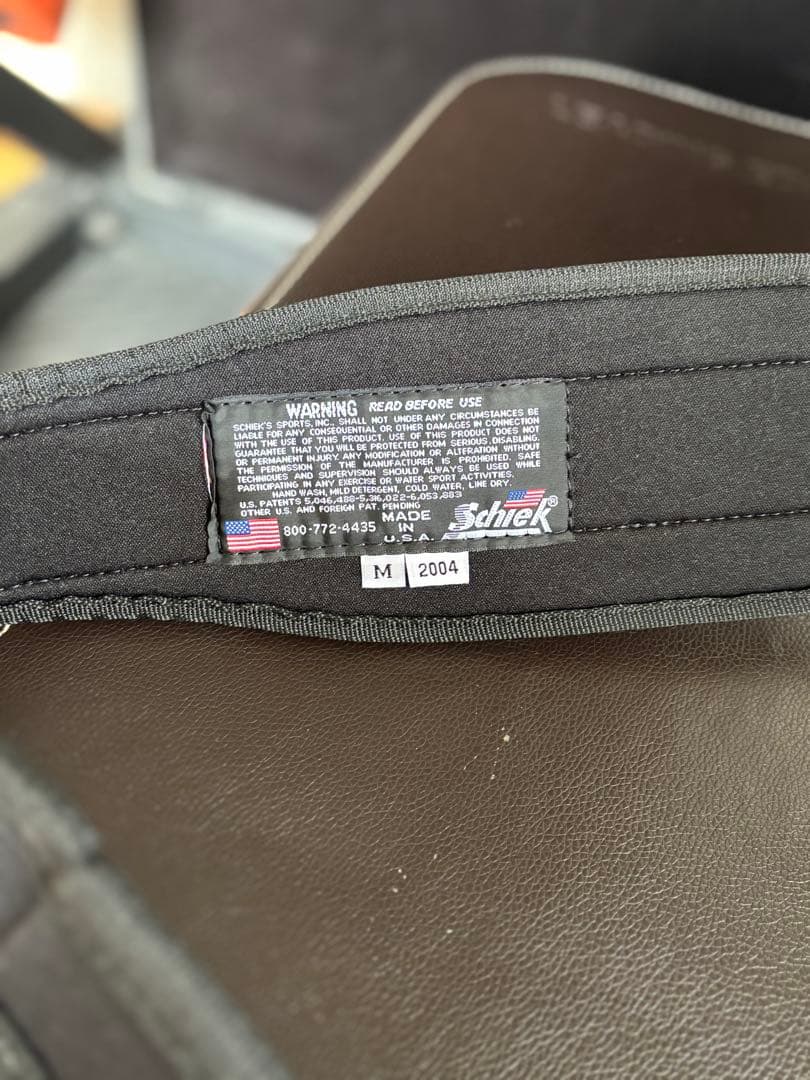 WARNING READ BEFORE USE
SCHIEK'S SPORTS, INC., SHALL NOT UNDER ANY CIRCUMSTANCES BE
LIABLE FOR ANY CONSEQUENTIAL OR OTHER DAMAGES IN CONNECTION
WITH THE USE OF THIS PRODUCT. USE OF THIS PRODUCT DOES NOT
GUARANTEE THAT YOU WILL BE PROTECTED FROM SERIOUS, DISABLING,
OR PERMANENT INJURY. ANY MODIFICATION OR ALTERATION WITHOUT
THE PERMISSION OF THE MANUFACTURER IS PROHIBITED. SAFE
TECHNIQUES AND SUPERVISION SHOULD ALWAYS BE USED WHILE
PARTICIPATING IN ANY EXERCISE OR WATER SPORT ACTIVITIES.
HAND WASH, MILD DETERGENT, COLD WATER, LINE DRY.
U.S. PATENTS 5,046,488-5,316,022-6,053,883
OTHER U.S. AND FOREIGN PAT. PENDING
800-772-4435
MADE
IN
U.S.A.
Schiek®
M 2004